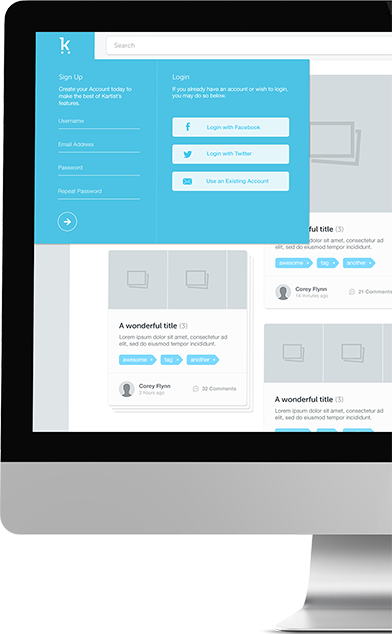 k
Search
Sign Up
Create your Account today to
make the best of Kartist's
features.
Username
Email Address
Password
Repeat Password
Login
If you already have an account or wish to login,
you may do so below.
Login with Facebook
Login with Twitter
Use an Existing Account
wonderful title (3)
Lorem ipsum dolor sit amet, consectetur ad
elit, sed do eiusmod tempor incididunt.
awesome
tag
another
Corey Flynn
14 minutes ago
21 Comments
A wonderful title (3)
Lorem ipsum dolor sit amet, consectetur ad
elit, sed do eiusmod tempor incididunt.
awesome
tag
another
Corey Flynn
3 hours ago
32 Comments
A wonderful title (3)
Lorem ipsum dolor sit amet, consectetur ad
elit, sed do eiusmod tempor incididunt.